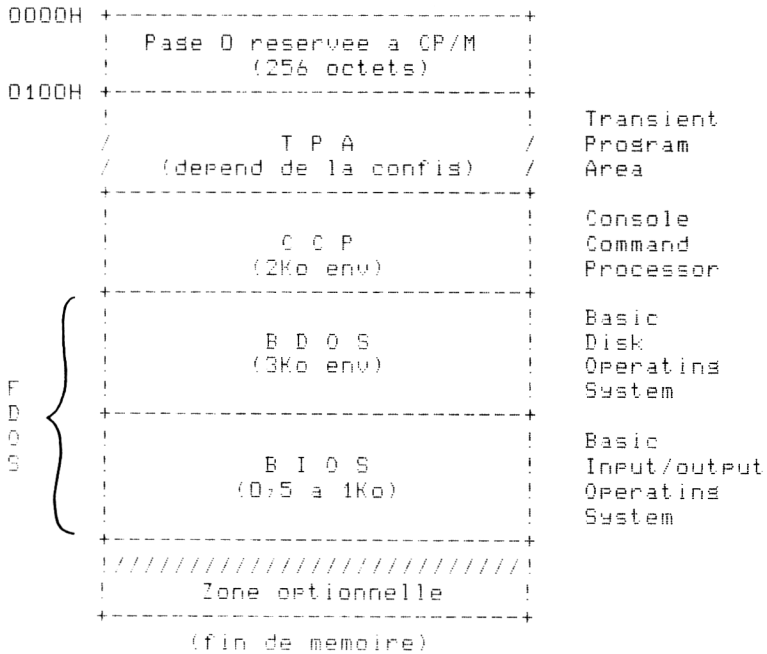 0000H +----------------------------+
! Page 0 reservee a CP/M !
! (256 octets) !
0100H +----------------------------+
! ! Transient
/ T P A / Program
/ (depend de la config) / Area
+----------------------------+
! ! Console
! C C P ! Command
! (2Ko env) ! Processor
+----------------------------+
! ! Basic
! B D O S ! Disk
! (3Ko env) ! Operating
! ! System
F D O S
+----------------------------+
! ! Basic
! B I O S ! Input/output
! (0,5 a 1Ko) ! Operating
! ! System
+----------------------------+
!////////////////////////////!
! Zone optionnelle !
+----------------------------+
(fin de memoire)